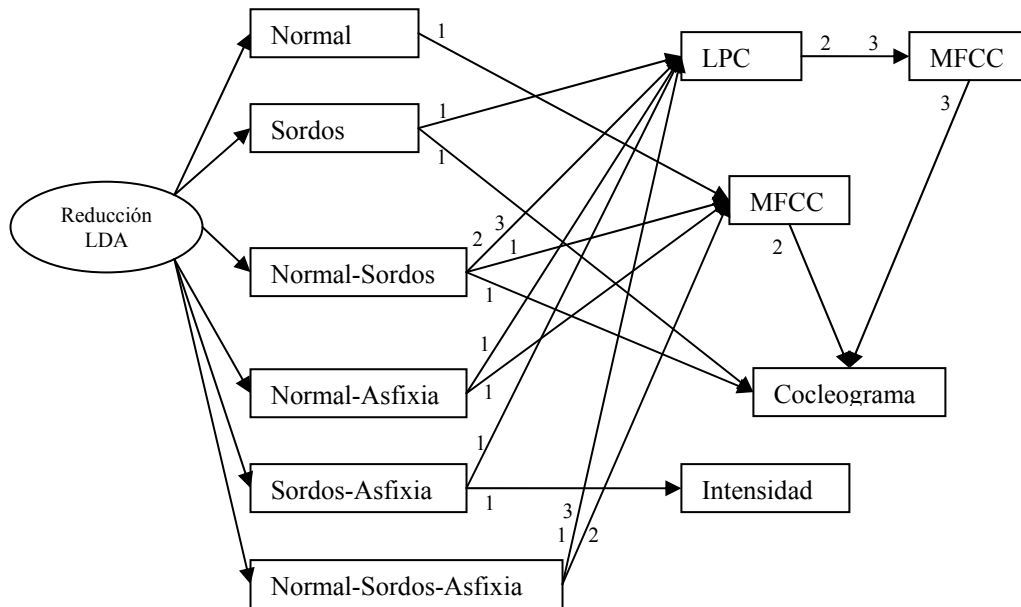 Normal
1
LPC
2 3
MFCC
3
Sordos
1
1
Reducción
LDA
Normal-Sordos
2 3
1
1
MFCC
2
Normal-Asfixia
1
1
Cocleograma
Sordos-Asfixia
1
1
Intensidad
Normal-Sordos-Asfixia
3
1 2